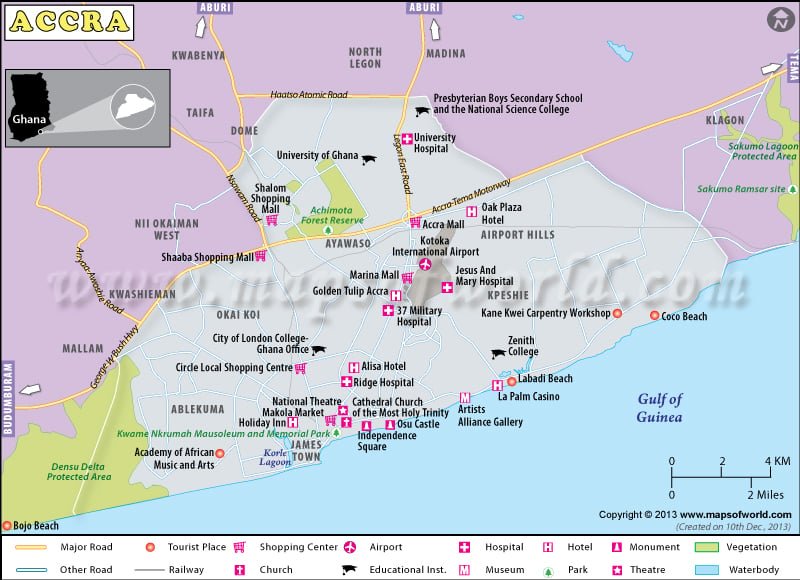 ABURI
ABURI
ACCRA
N
KWABENYA
NORTH
LEGON
MADINA
TEMA
Haatso Atomic Road
Presbyterian Boys Secondary School
and the National Science College
Ghana
TAIFA
DOME
KLAGON
University
Hospital
Legon East Road
Sakumo Lagoon
Protected Area
University of Ghana
Nsawam Road
Shalom
Shopping
Mall
Accra-Tema Motorway
Sakumo Ramsar site
Achimota
Forest Reserve
Oak Plaza
Hotel
NII OKAIMAN
WEST
Accra Mall
AYAWASO
AIRPORT HILLS
Kotoka
International Airport
Shaaba Shopping Mall
Anyaa-Awashie Road
Marina Mall
Jesus And
Mary Hospital
www.mapsofworld.com
KWASHIEMAN
Golden Tulip Accra
KPESHIE
OKAI KOI
37 Military
Hospital
Kane Kwei Carpentry Workshop
Coco Beach
George W Bush Hwy
MALLAM
City of London College-
Ghana Office
Zenith
College
Circle Local Shopping Centre
Alisa Hotel
Ridge Hospital
Labadi Beach
La Palm Casino
BUDUMBURAM
ABLEKUMA
National Theatre
Makola Market
Cathedral Church
of the Most Holy Trinity
Artists
Alliance Gallery
Gulf of
Guinea
Holiday Inn
Osu Castle
Kwame Nkrumah Mausoleum and Memorial Park
Independence
Square
JAMES
TOWN
Academy of African
Music and Arts
Korle
Lagoon
Densu Delta
Protected Area
0 2 4 KM
0 2 Miles
Bojo Beach
Copyright © 2013 www.mapsofworld.com
(Created on 10th Dec., 2013)
Major Road
Tourist Place
Shopping Center
Airport
Hospital
Hotel
Monument
Vegetation
Other Road
Railway
Church
Educational Inst.
Museum
Park
Theatre
Waterbody